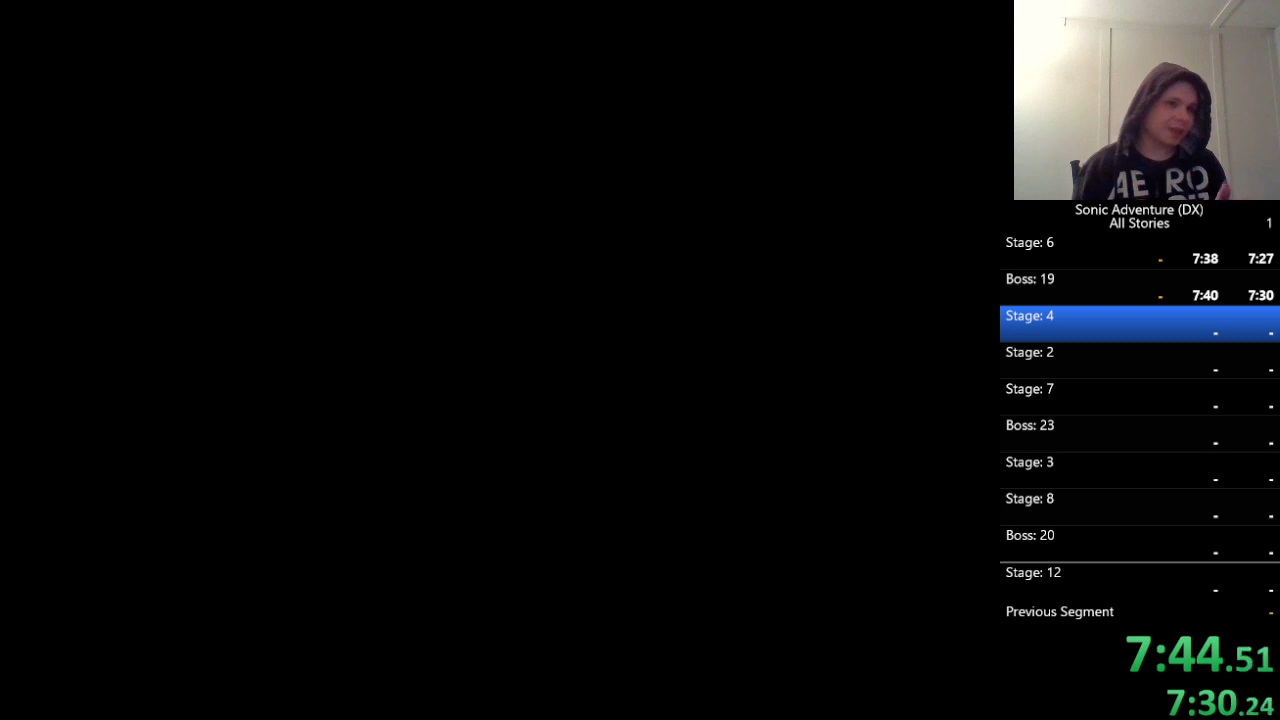 AE RO
Sonic Adventure (DX)
All Stories 1
Stage: 6
- 7:38 7:27
Boss: 19
- 7:40 7:30
Stage: 4
- -
Stage: 2
- -
Stage: 7
- -
Boss: 23
- -
Stage: 3
- -
Stage: 8
- -
Boss: 20
- -
Stage: 12
- -
Previous Segment -
7:44.51
7:30.24